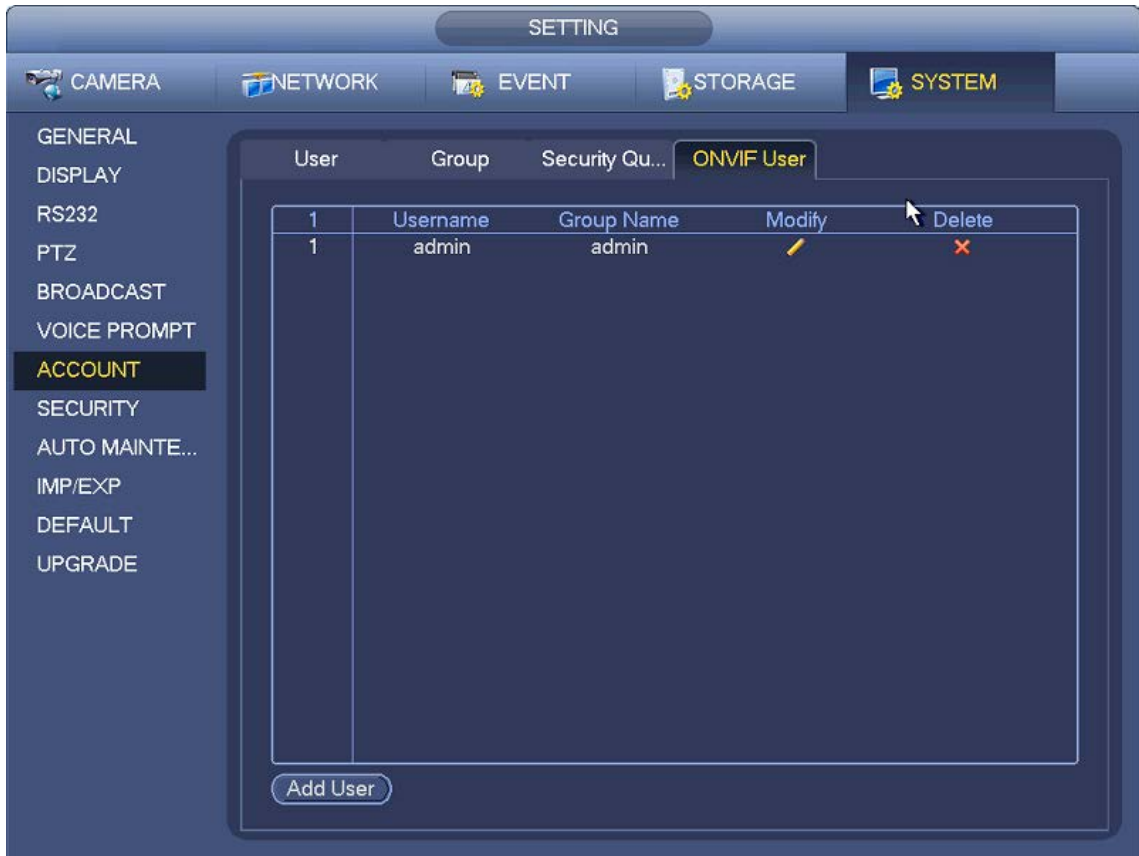 SETTING
CAMERA NETWORK EVENT STORAGE SYSTEM
GENERAL
DISPLAY
RS232
PTZ
BROADCAST
VOICE PROMPT
ACCOUNT
SECURITY
AUTO MAINTE...
IMP/EXP
DEFAULT
UPGRADE
User Group Security Qu... ONVIF User
1 Username Group Name Modify Delete
1 admin admin
Add User